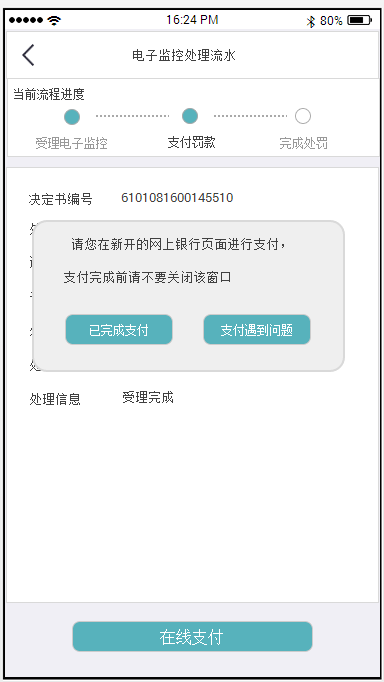 16:24 PM
80%
电子监控处理流水
当前流程进度
受理电子监控
支付罚款
完成处罚
决定书编号 6101081600145510
请您在新开的网上银行页面进行支付，
支付完成前请不要关闭该窗口
已完成支付
支付遇到问题
处理信息 受理完成
在线支付